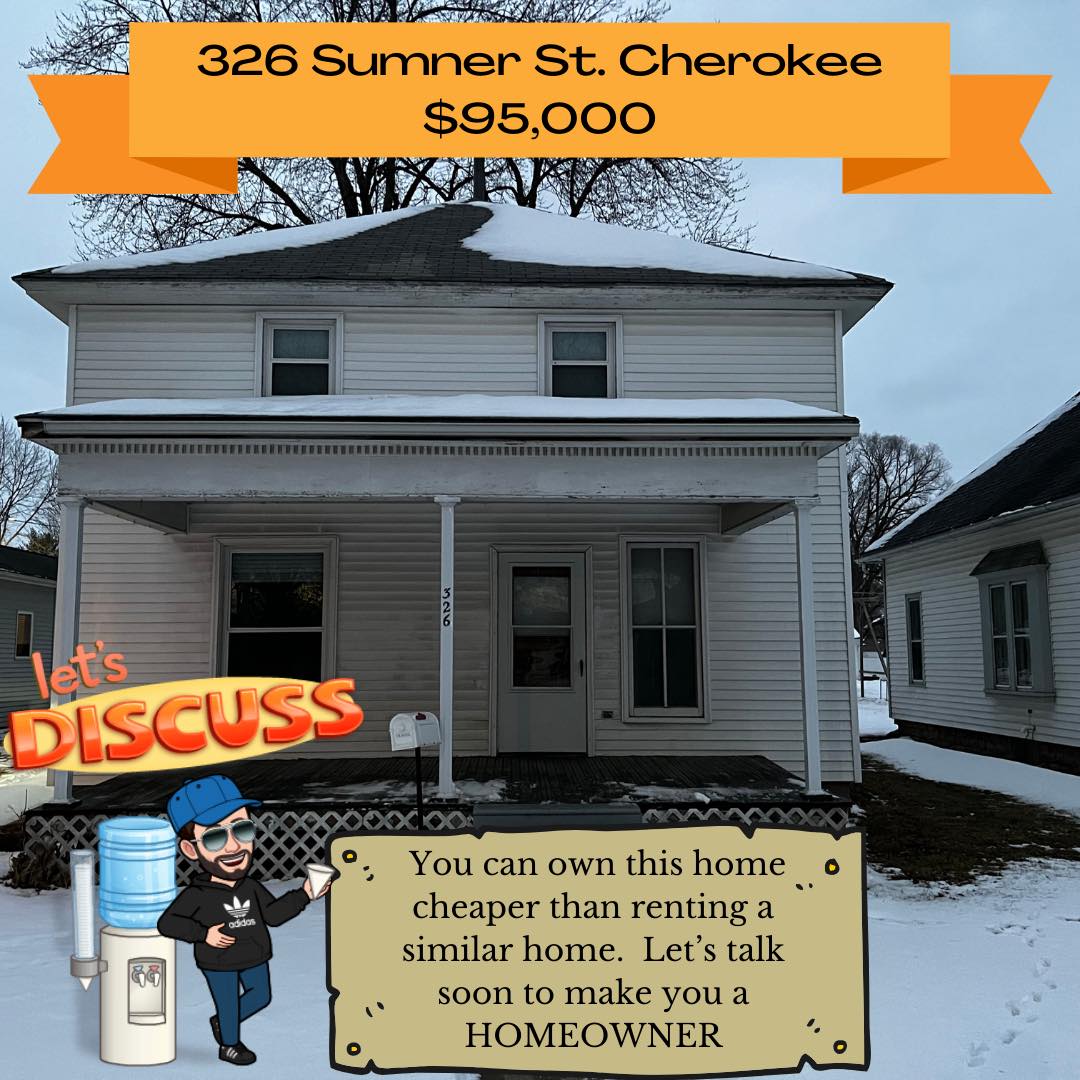 326 Sumner St. Cherokee
$95,000
326
let's
DISCUSS
adidas
You can own this home
cheaper than renting a
similar home. Let's talk
soon to make you a
HOMEOWNER